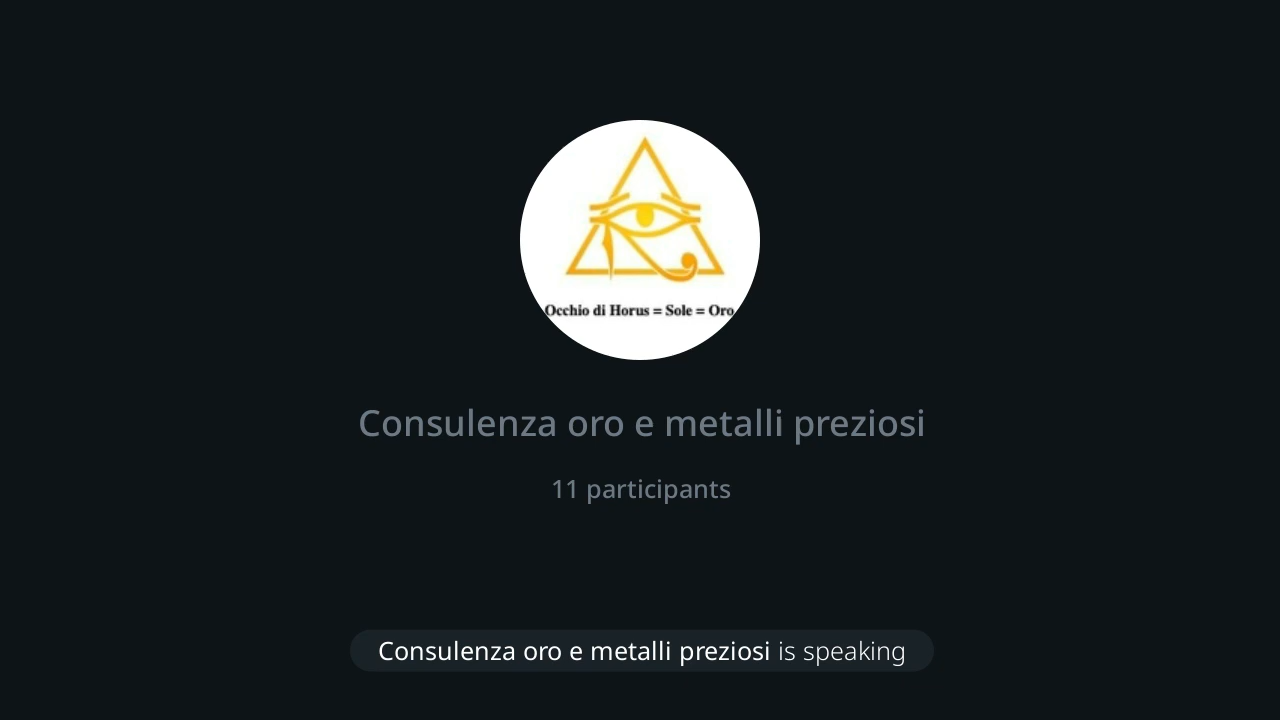 Occhio di Horus = Sole = Oro
Consulenza oro e metalli preziosi
11 participants
Consulenza oro e metalli preziosi is speaking